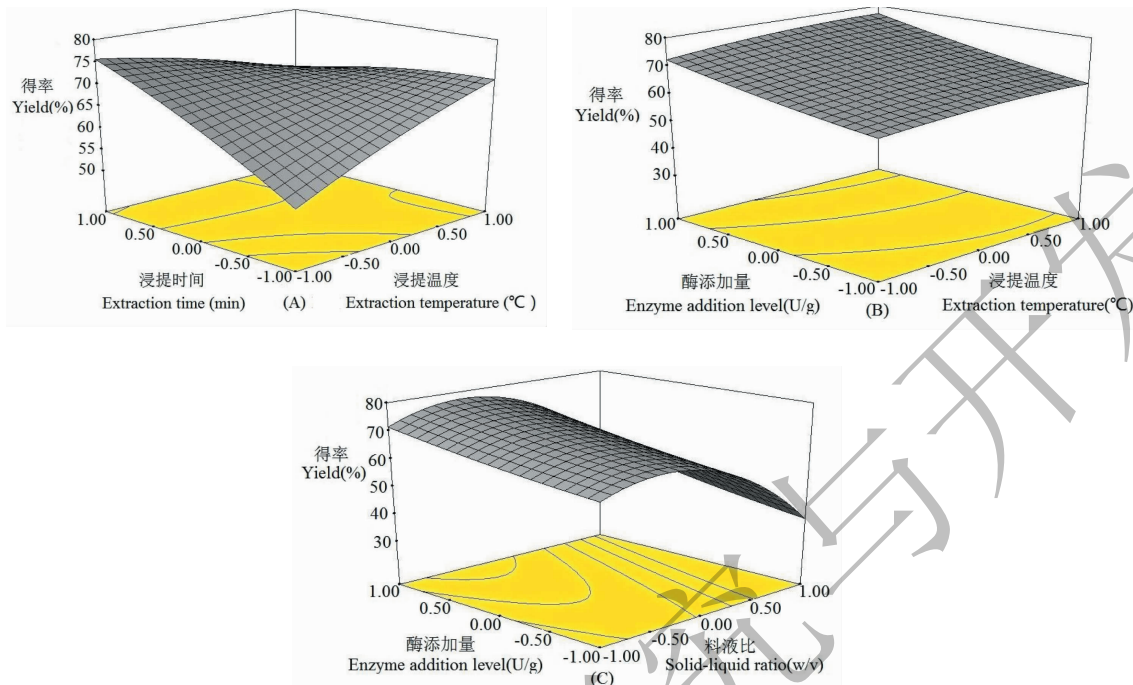 80
75
得率
70
Yield(%)
65
60
55
50
1.00
0.50
0.00
-0.50
-1.00
-1.00
-0.50
0.00
0.50
1.00
浸提时间
浸提温度
Extraction time (min)
(A)
Extraction temperature (℃ )
80
70
得率
60
Yield(%)
50
40
30
1.00
0.50
0.00
-0.50
-1.00
-1.00
-0.50
0.00
0.50
1.00
酶添加量
浸提温度
Enzyme addition level(U/g)
(B)
Extraction temperature(℃)
80
70
得率
60
Yield(%)
50
40
30
1.00
0.50
0.00
-0.50
-1.00
-1.00
-0.50
0.00
0.50
1.00
酶添加量
料液比
Enzyme addition level(U/g)
Solid-liquid ratio(w/v)
(C)
究与开发